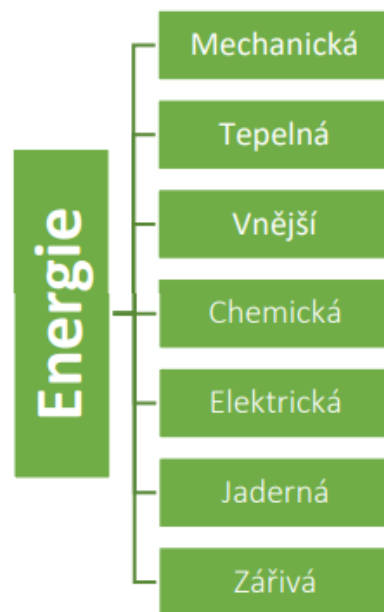 Energie
Mechanická
Tepelná
Vnější
Chemická
Elektrická
Jaderná
Zářivá